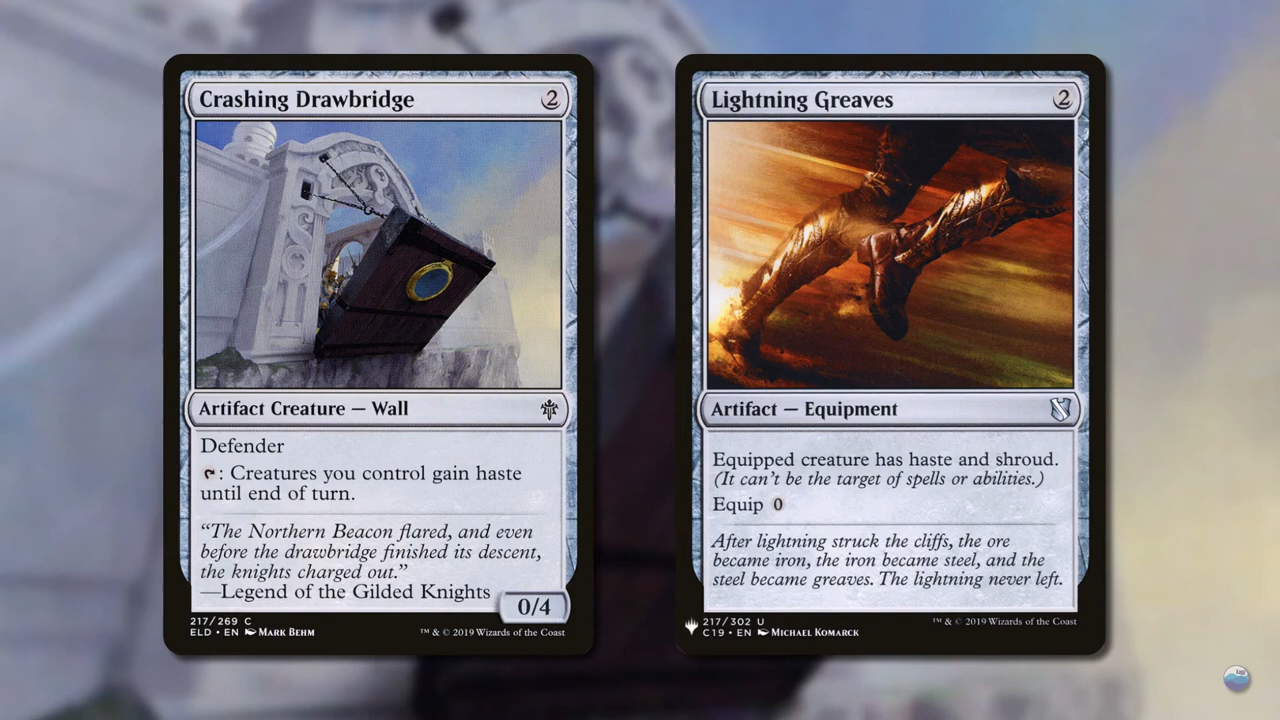 Crashing Drawbridge 2
Artifact Creature — Wall
Defender
: Creatures you control gain haste
until end of turn.
“The Northern Beacon flared, and even
before the drawbridge finished its descent,
the knights charged out.”
—Legend of the Gilded Knights
0/4
217/269 C
ELD • EN Mark Behm
™ & © 2019 Wizards of the Coast
Lightning Greaves 2
Artifact — Equipment
Equipped creature has haste and shroud.
(It can’t be the target of spells or abilities.)
Equip 0
After lightning struck the cliffs, the ore
became iron, the iron became steel, and the
steel became greaves. The lightning never left.
217/302 U
C19 • EN Michael Komarck
™ & © 2019 Wizards of the Coast